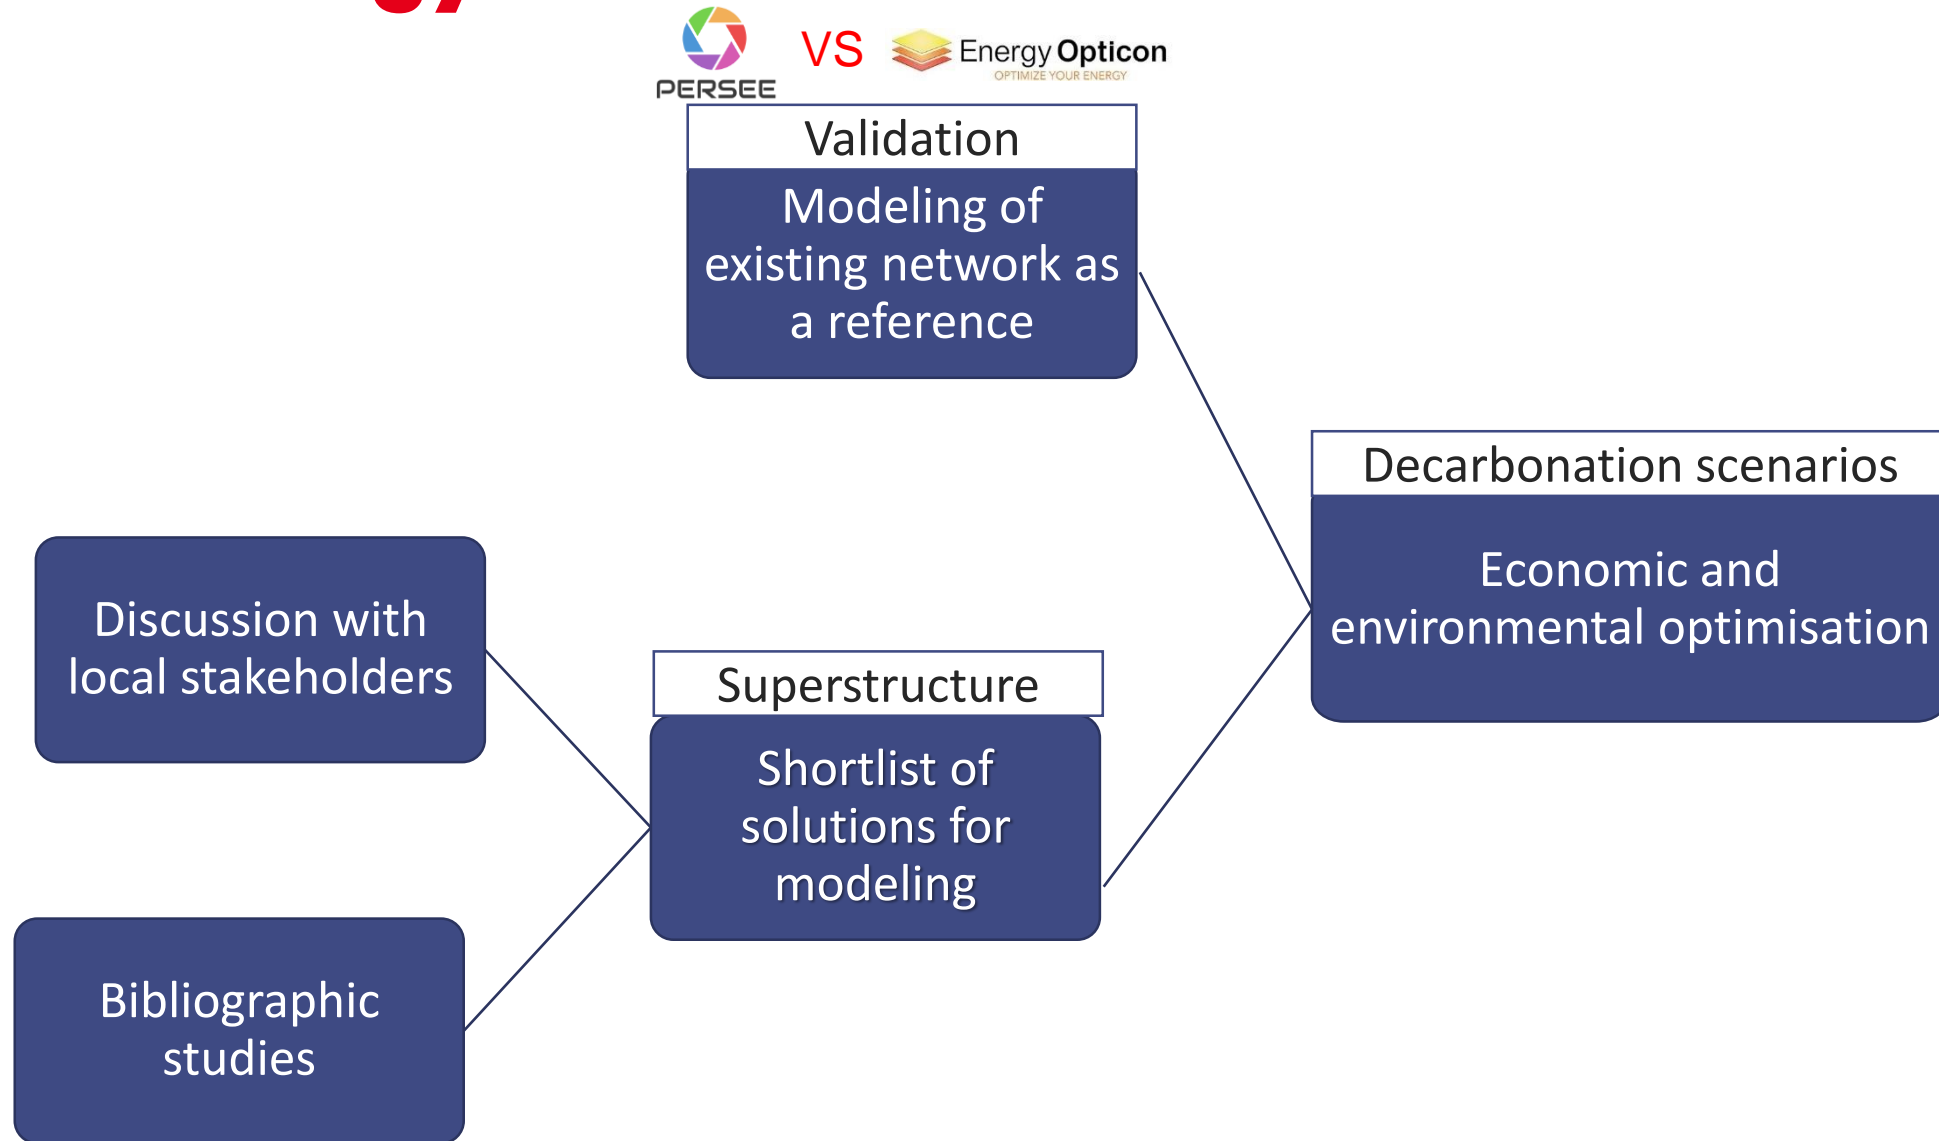 PERSEE
VS
Energy Opticon
OPTIMIZE YOUR ENERGY
Validation
Modeling of
existing network as
a reference
Decarbonation scenarios
Economic and
environmental optimisation
Discussion with
local stakeholders
Superstructure
Shortlist of
solutions for
modeling
Bibliographic
studies